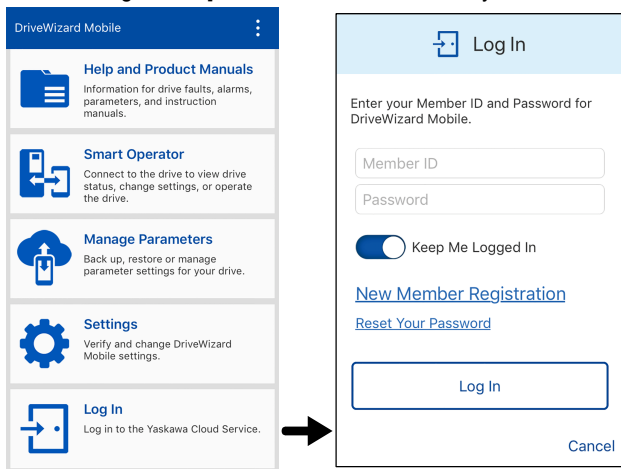 DriveWizard Mobile
Help and Product Manuals
Information for drive faults, alarms,
parameters, and instruction
manuals.
Smart Operator
Connect to the drive to view drive
status, change settings, or operate
the drive.
Manage Parameters
Back up, restore or manage
parameter settings for your drive.
Settings
Verify and change DriveWizard
Mobile settings.
Log In
Log in to the Yaskawa Cloud Service.
Log In
Enter your Member ID and Password for
DriveWizard Mobile.
Member ID
Password
Keep Me Logged In
New Member Registration
Reset Your Password
Log In
Cancel